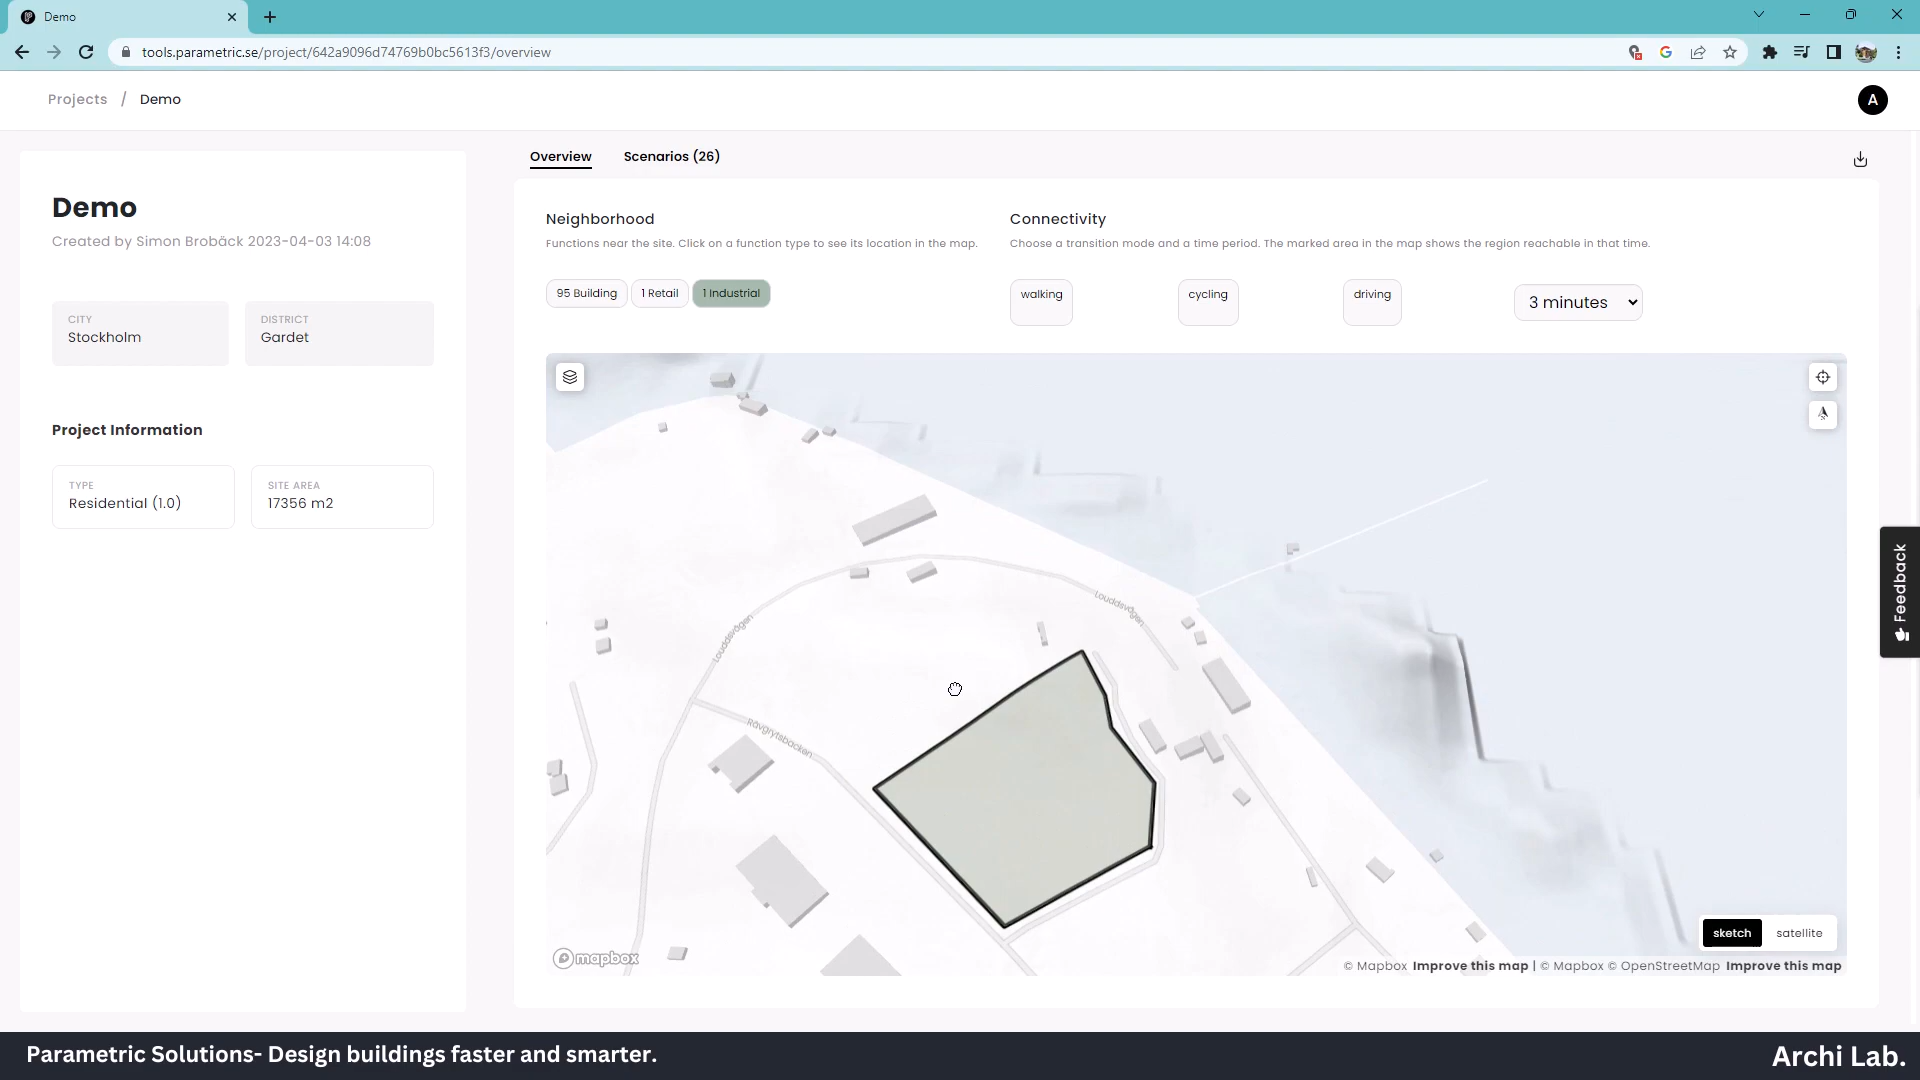 Demo
tools.parametric.se/project/642a9096d74769b0bc5613f3/overview
Projects / Demo
A
Demo
Created by Simon Brobäck 2023-04-03 14:08
CITY
Stockholm
DISTRICT
Gardet
Project Information
TYPE
Residential (1.0)
SITE AREA
17356 m2
Overview
Scenarios (26)
Neighborhood
Functions near the site. Click on a function type to see its location in the map.
95 Building
1 Retail
1 Industrial
Connectivity
Choose a transition mode and a time period. The marked area in the map shows the region reachable in that time.
walking
cycling
driving
3 minutes
Louddsvägen
Louddsvägen
Rävgrytsbacken
mapbox
sketch
satellite
© Mapbox Improve this map | © Mapbox © OpenStreetMap Improve this map
Feedback
Parametric Solutions- Design buildings faster and smarter.
Archi Lab.